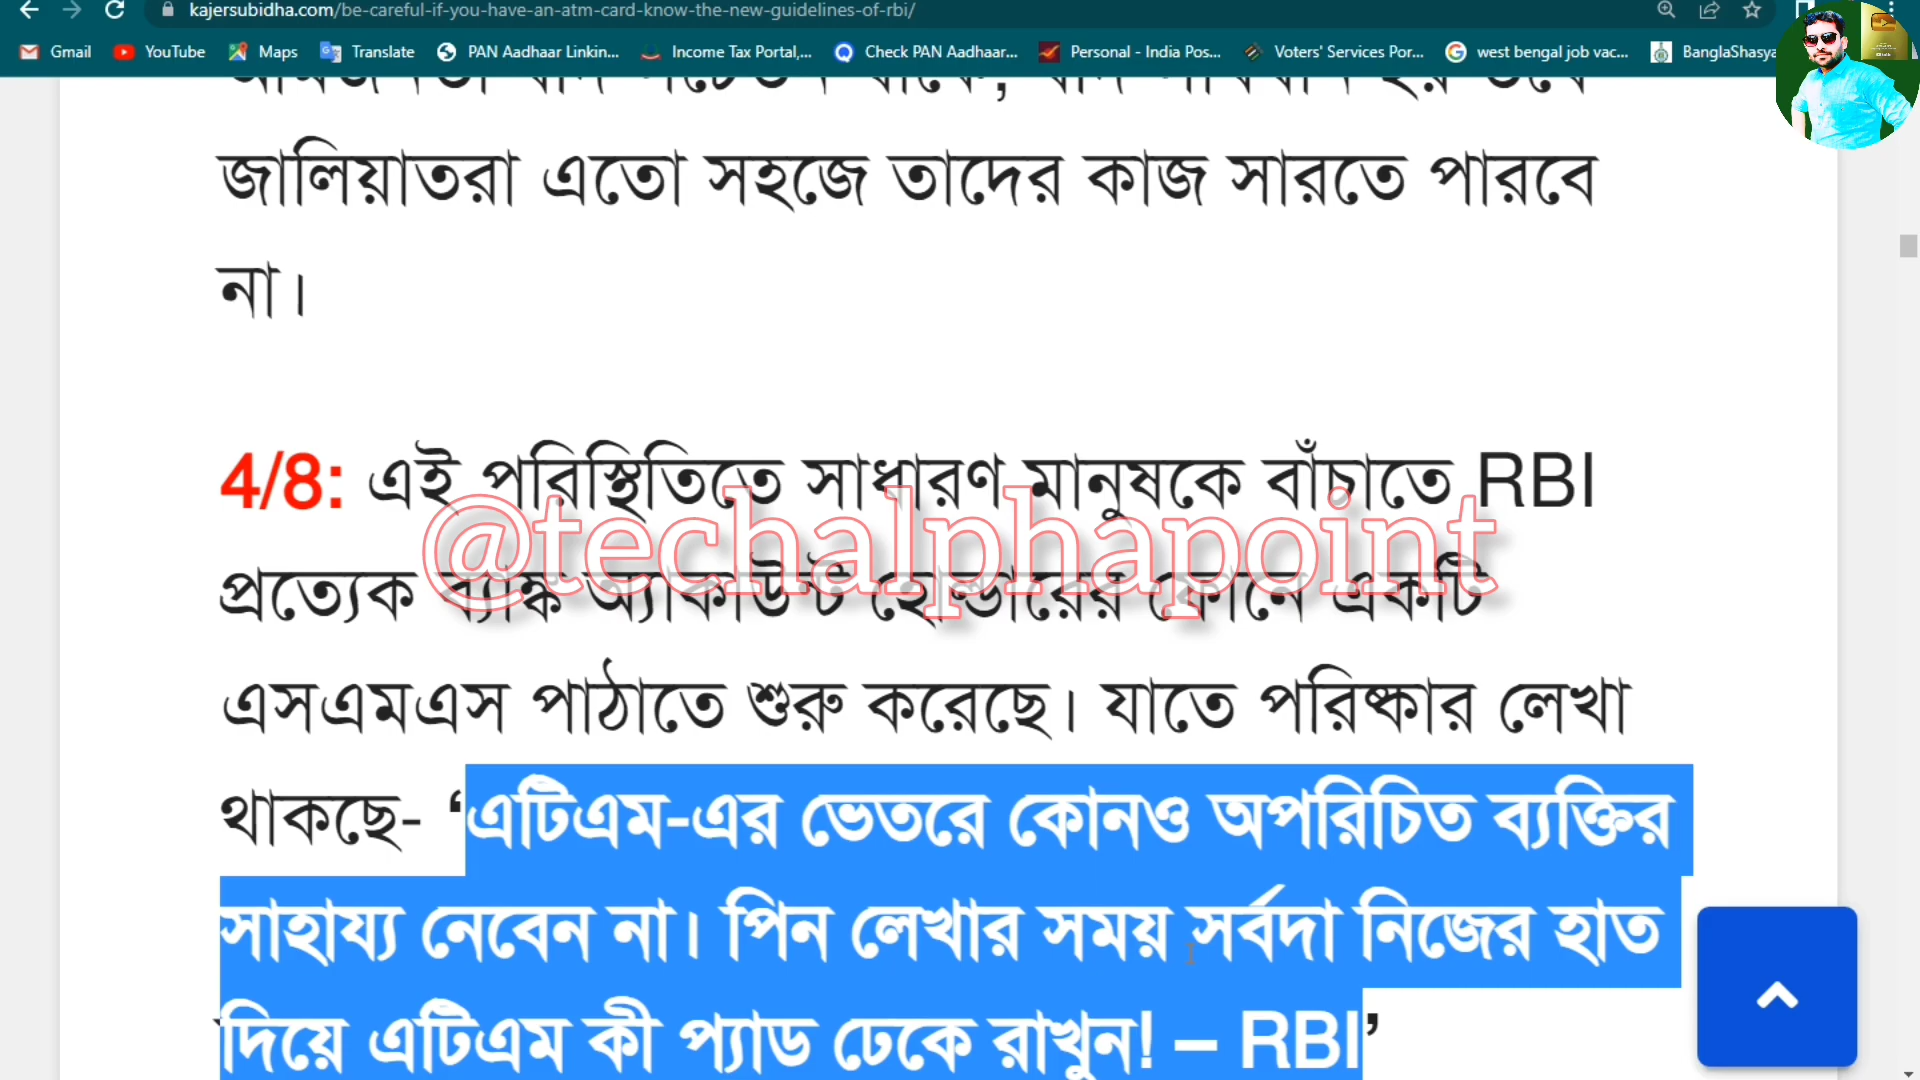 kajersubidha.com/be-careful-if-you-have-an-atm-card-know-the-new-guidelines-of-rbi/
Gmail YouTube Maps Translate PAN Aadhaar Linkin... Income Tax Portal,... Check PAN Aadhaar... Personal - India Pos... Voters' Services Por... west bengal job vac... BanglaShasya
জালিয়াতরা এতো সহজে তাদের কাজ সারতে পারবে
না।
4/8: এই পরিস্থিতিতে সাধারণ মানুষকে বাঁচাতে RBI
@techalphapoint
প্রত্যেক ব্যাঙ্ক অ্যাকাউন্ট হোল্ডারের ফোনে একটি
এসএমএস পাঠাতে শুরু করেছে। যাতে পরিষ্কার লেখা
থাকছে- ‘এটিএম-এর ভেতরে কোনও অপরিচিত ব্যক্তির
সাহায্য নেবেন না। পিন লেখার সময় সর্বদা নিজের হাত
দিয়ে এটিএম কী প্যাড ঢেকে রাখুন! – RBI’